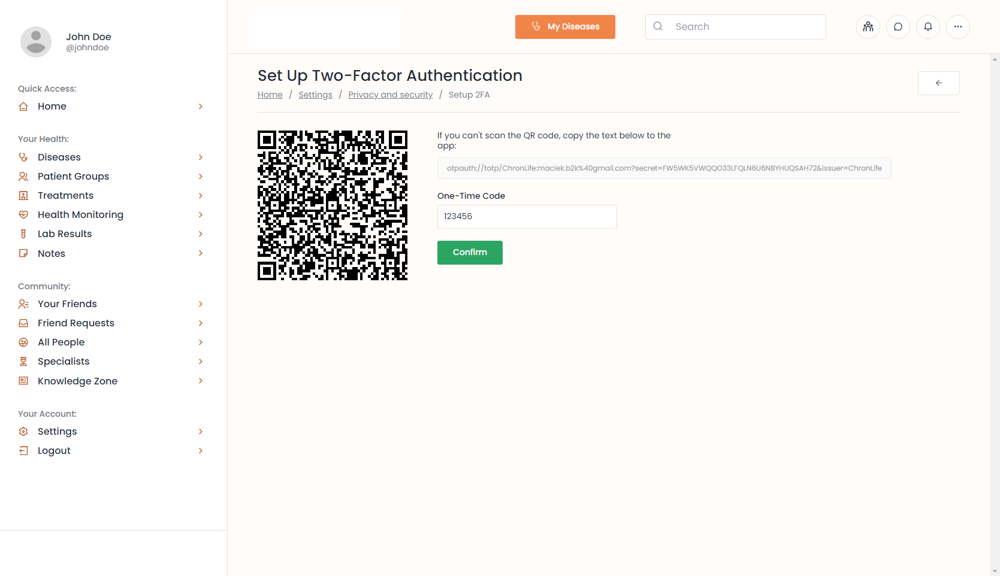 John Doe
@johndoe
Quick Access:
Home
Your Health:
Diseases
Patient Groups
Treatments
Health Monitoring
Lab Results
Notes
Community:
Your Friends
Friend Requests
All People
Specialists
Knowledge Zone
Your Account:
Settings
Logout
My Diseases
Search
Set Up Two-Factor Authentication
Home / Settings / Privacy and security / Setup 2FA
If you can't scan the QR code, copy the text below to the
app:
otpauth://totp/ChronLife:maciek.b2k%40gmail.com?secret=FW5WK5VWQQO33LFQLN6U6NBYHUQSAH72&issuer=ChronLife
One-Time Code
123456
Confirm